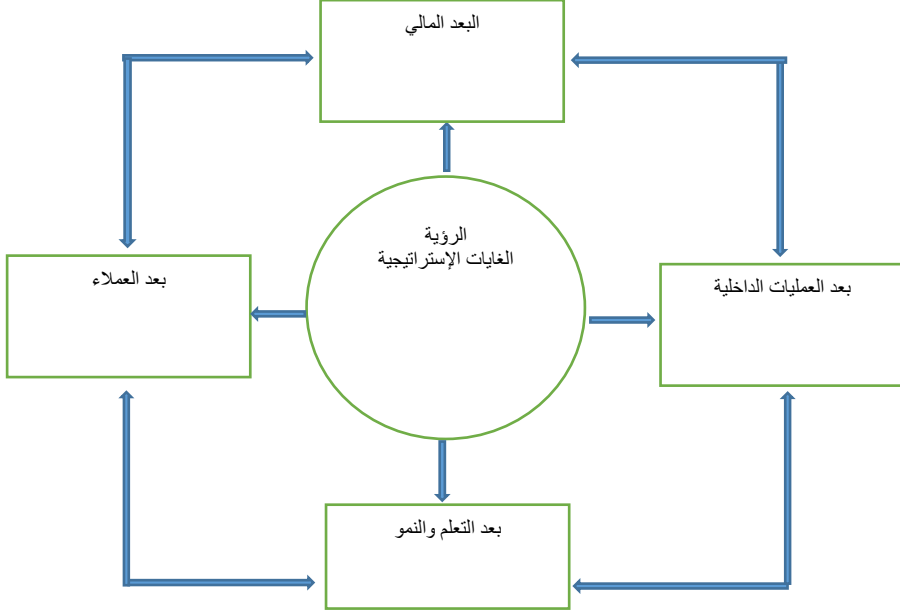 البعد المالي
الرؤية
الغايات الإستراتيجية
بعد العمليات الداخلية
بعد العملاء
بعد التعلم والنمو